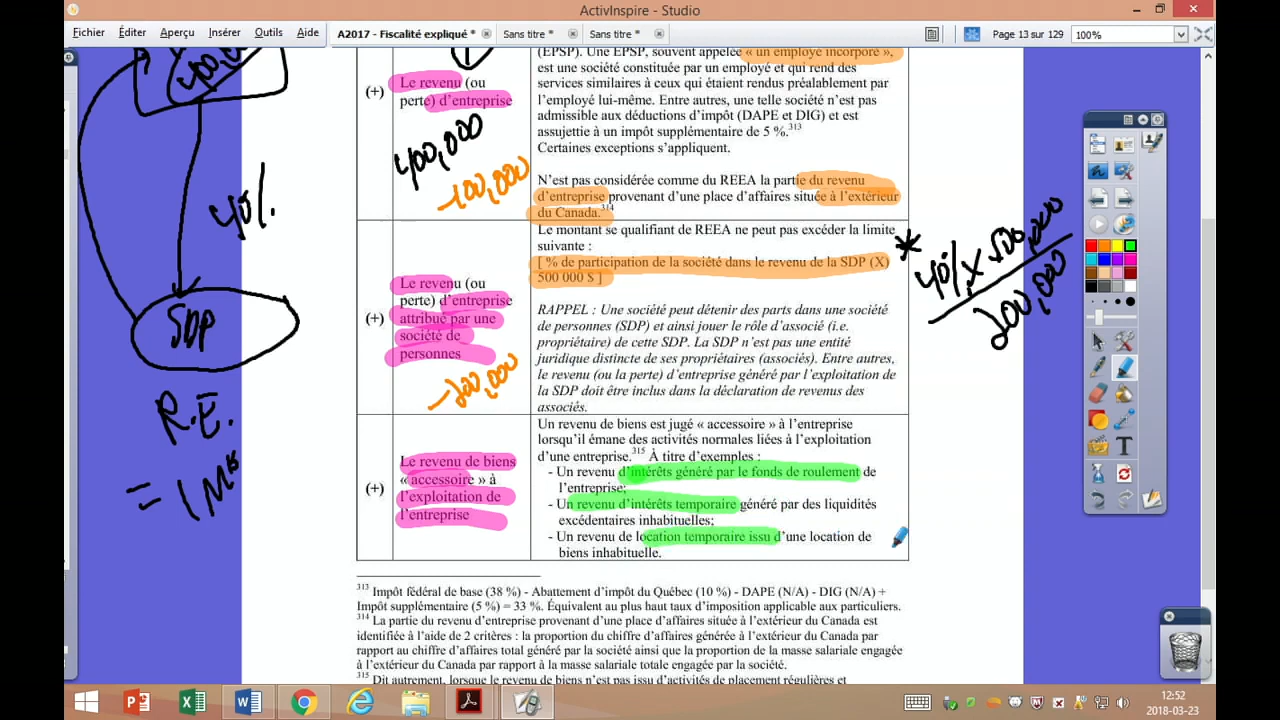 ActivInspire - Studio
Fichier Éditer Aperçu Insérer Outils Aide
A2017 - Fiscalité expliqué * Sans titre * Sans titre * Page 13 sur 129 100%
400,000
40%
SDP
R.E.
= 1 M$
(+)
Le revenu (ou
perte) d'entreprise
400,000
-100,000
(EPSP). Une EPSP, souvent appelée « un employé incorporé »,
est une société constituée par un employé et qui rend des
services similaires à ceux qui étaient rendus préalablement par
l'employé lui-même. Entre autres, une telle société n'est pas
admissible aux déductions d'impôt (DAPE et DIG) et est
assujettie à un impôt supplémentaire de 5 %.313
Certaines exceptions s'appliquent.
N'est pas considérée comme du REEA la partie du revenu
d'entreprise provenant d'une place d'affaires située à l'extérieur
du Canada.314
(+)
Le revenu (ou
perte) d'entreprise
attribué par une
société de
personnes
-200,000
Le montant se qualifiant de REEA ne peut pas excéder la limite
suivante :
[ % de participation de la société dans le revenu de la SDP (X)
500 000 $ ]
RAPPEL : Une société peut détenir des parts dans une société
de personnes (SDP) et ainsi jouer le rôle d'associé (i.e.
propriétaire) de cette SDP. La SDP n'est pas une entité
juridique distincte de ses propriétaires (associés). Entre autres,
le revenu (ou la perte) d'entreprise généré par l'exploitation de
la SDP doit être inclus dans la déclaration de revenus des
associés.
* 40% x 500,000
200,000
(+)
Le revenu de biens
« accessoire » à
l'exploitation de
l'entreprise
Un revenu de biens est jugé « accessoire » à l'entreprise
lorsqu'il émane des activités normales liées à l'exploitation
d'une entreprise.315 À titre d'exemples :
- Un revenu d'intérêts généré par le fonds de roulement de
l'entreprise;
- Un revenu d'intérêts temporaire généré par des liquidités
excédentaires inhabituelles;
- Un revenu de location temporaire issu d'une location de
biens inhabituelle.
313 Impôt fédéral de base (38 %) - Abattement d'impôt du Québec (10 %) - DAPE (N/A) - DIG (N/A) +
Impôt supplémentaire (5 %) = 33 %. Équivalent au plus haut taux d'imposition applicable aux particuliers.
314 La partie du revenu d'entreprise provenant d'une place d'affaires située à l'extérieur du Canada est
identifiée à l'aide de 2 critères : la proportion du chiffre d'affaires générée à l'extérieur du Canada par
rapport au chiffre d'affaires total généré par la société ainsi que la proportion de la masse salariale engagée
à l'extérieur du Canada par rapport à la masse salariale totale engagée par la société.
315 Dit autrement, lorsque le revenu de biens n'est pas issu d'activités de placement régulières et
12:52
2018-03-23